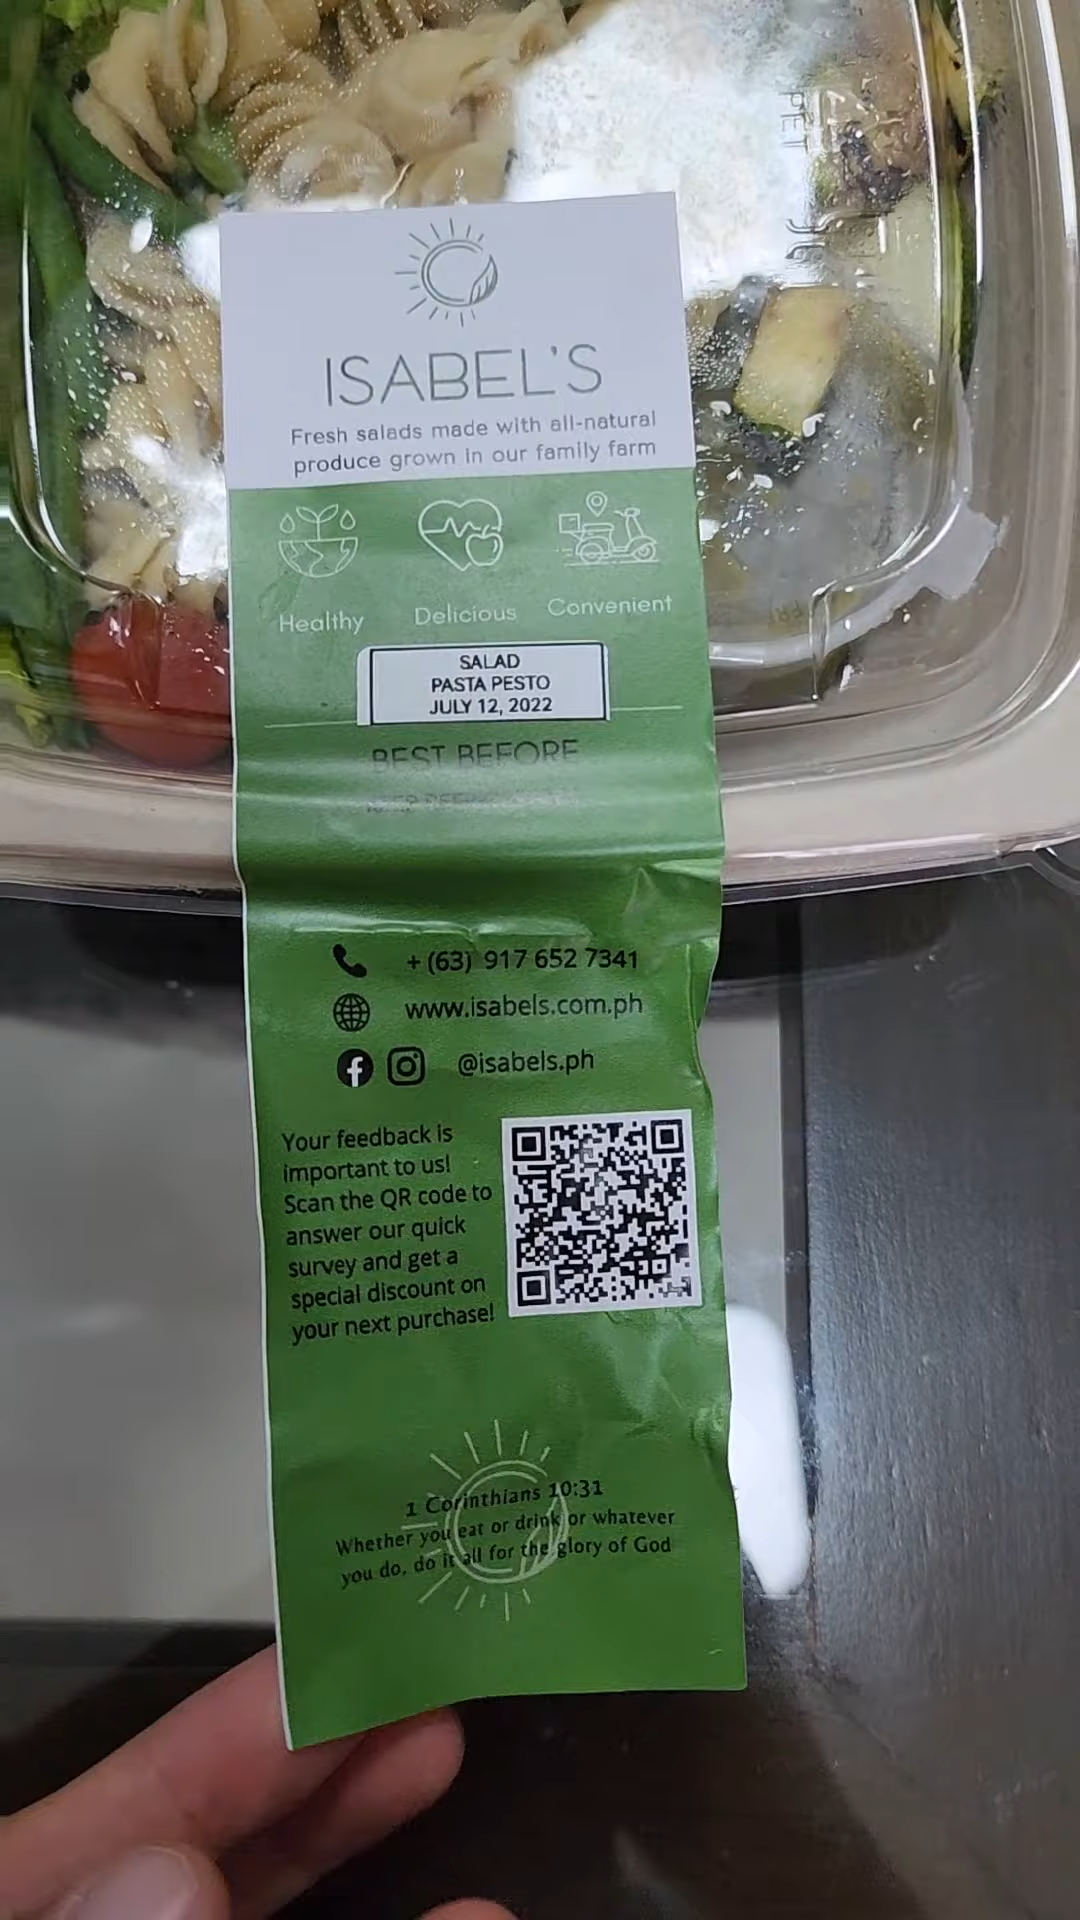 PET
ISABEL'S
Fresh salads made with all-natural
produce grown in our family farm
Healthy Delicious Convenient
SALAD
PASTA PESTO
JULY 12, 2022
BEST BEFORE
+ (63) 917 652 7341
www.isabels.com.ph
@isabels.ph
Your feedback is
important to us!
Scan the QR code to
answer our quick
survey and get a
special discount on
your next purchase!
1 Corinthians 10:31
Whether you eat or drink or whatever
you do, do it all for the glory of God